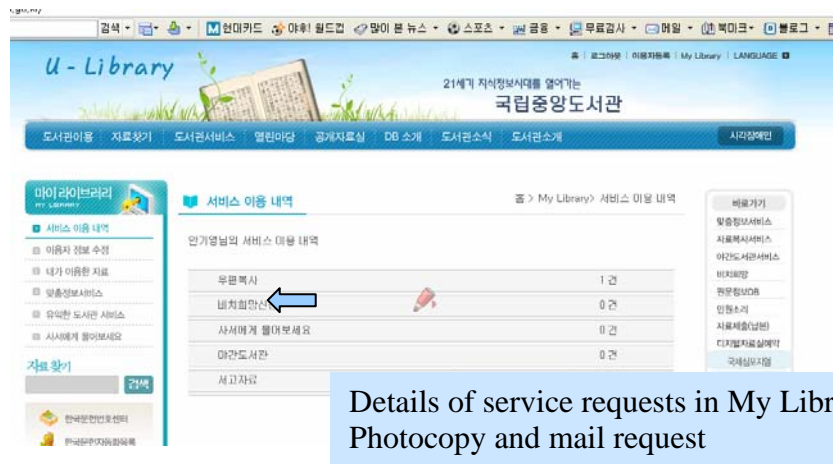 검색
현대카드 야후! 월드컵 많이 본 뉴스 스포츠 금융 무료검사 메일 북마크 블로그
U - Library
홈 | 로그아웃 | 이용자등록 | My Library | LANGUAGE
21세기 지식정보시대를 열어가는
국립중앙도서관
도서관이용 자료찾기 도서관서비스 열린마당 공개자료실 DB 소개 도서관소식 도서관소개 시각장애인
마이 라이브러리
MY LIBRARY
서비스 이용 내역
이용자 정보 수정
내가 이용한 자료
맞춤정보서비스
유익한 도서관 서비스
사서에게 물어보세요
자료 찾기
검색
한국문헌번호센터
서비스 이용 내역
홈 > My Library> 서비스 이용 내역
안기영님의 서비스 이용 내역
우편복사 1 건
비치희망신 0 건
사서에게 물어보세요 0 건
야간도서관 0 건
서고자료
바로가기
맞춤정보서비스
자료복사서비스
야간도서관서비스
비치희망
원문정보DB
민원소리
자료제출(납본)
디지털자료실예약
국제심포지엄
Details of service requests in My Libr
Photocopy and mail request